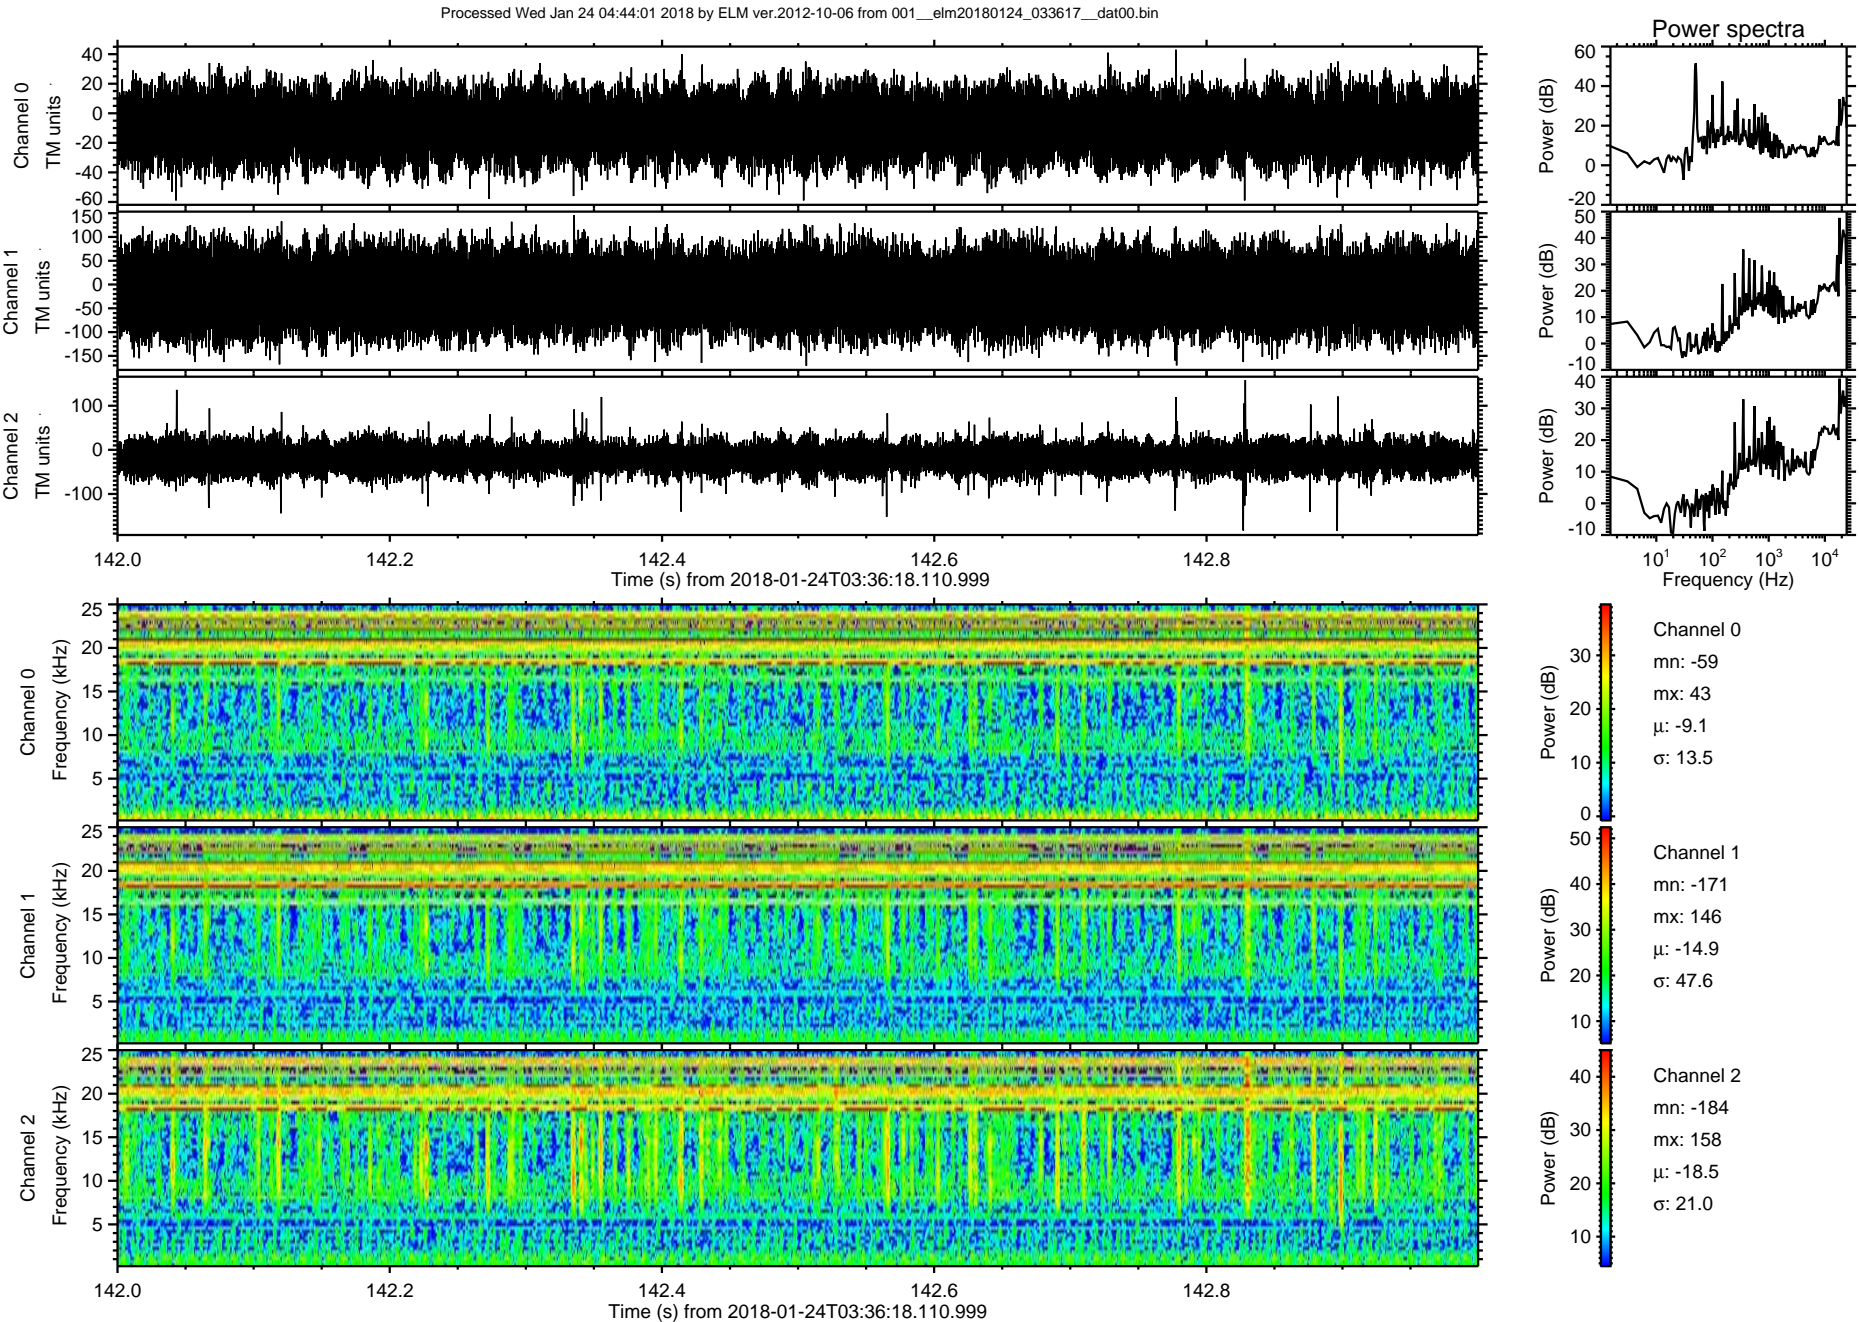 Processed Wed Jan 24 04:44:01 2018 by ELM ver.2012-10-06 from 001__elm20180124_033617__dat00.bin
Power spectra
Channel 0
TM units
40
20
0
-20
-40
-60
Power (dB)
60
40
20
0
-20
Channel 1
TM units
150
100
50
0
-50
-100
-150
Power (dB)
50
40
30
20
10
0
-10
Channel 2
TM units
100
0
-100
Power (dB)
40
30
20
10
0
-10
142.0 142.2 142.4 142.6 142.8
Time (s) from 2018-01-24T03:36:18.110.999
10¹ 10² 10³ 10⁴
Frequency (Hz)
Channel 0
Frequency (kHz)
25
20
15
10
5
Power (dB)
30
20
10
0
Channel 0
mn: -59
mx: 43
μ: -9.1
σ: 13.5
Channel 1
Frequency (kHz)
25
20
15
10
5
Power (dB)
50
40
30
20
10
Channel 1
mn: -171
mx: 146
μ: -14.9
σ: 47.6
Channel 2
Frequency (kHz)
25
20
15
10
5
Power (dB)
40
30
20
10
Channel 2
mn: -184
mx: 158
μ: -18.5
σ: 21.0
142.0 142.2 142.4 142.6 142.8
Time (s) from 2018-01-24T03:36:18.110.999